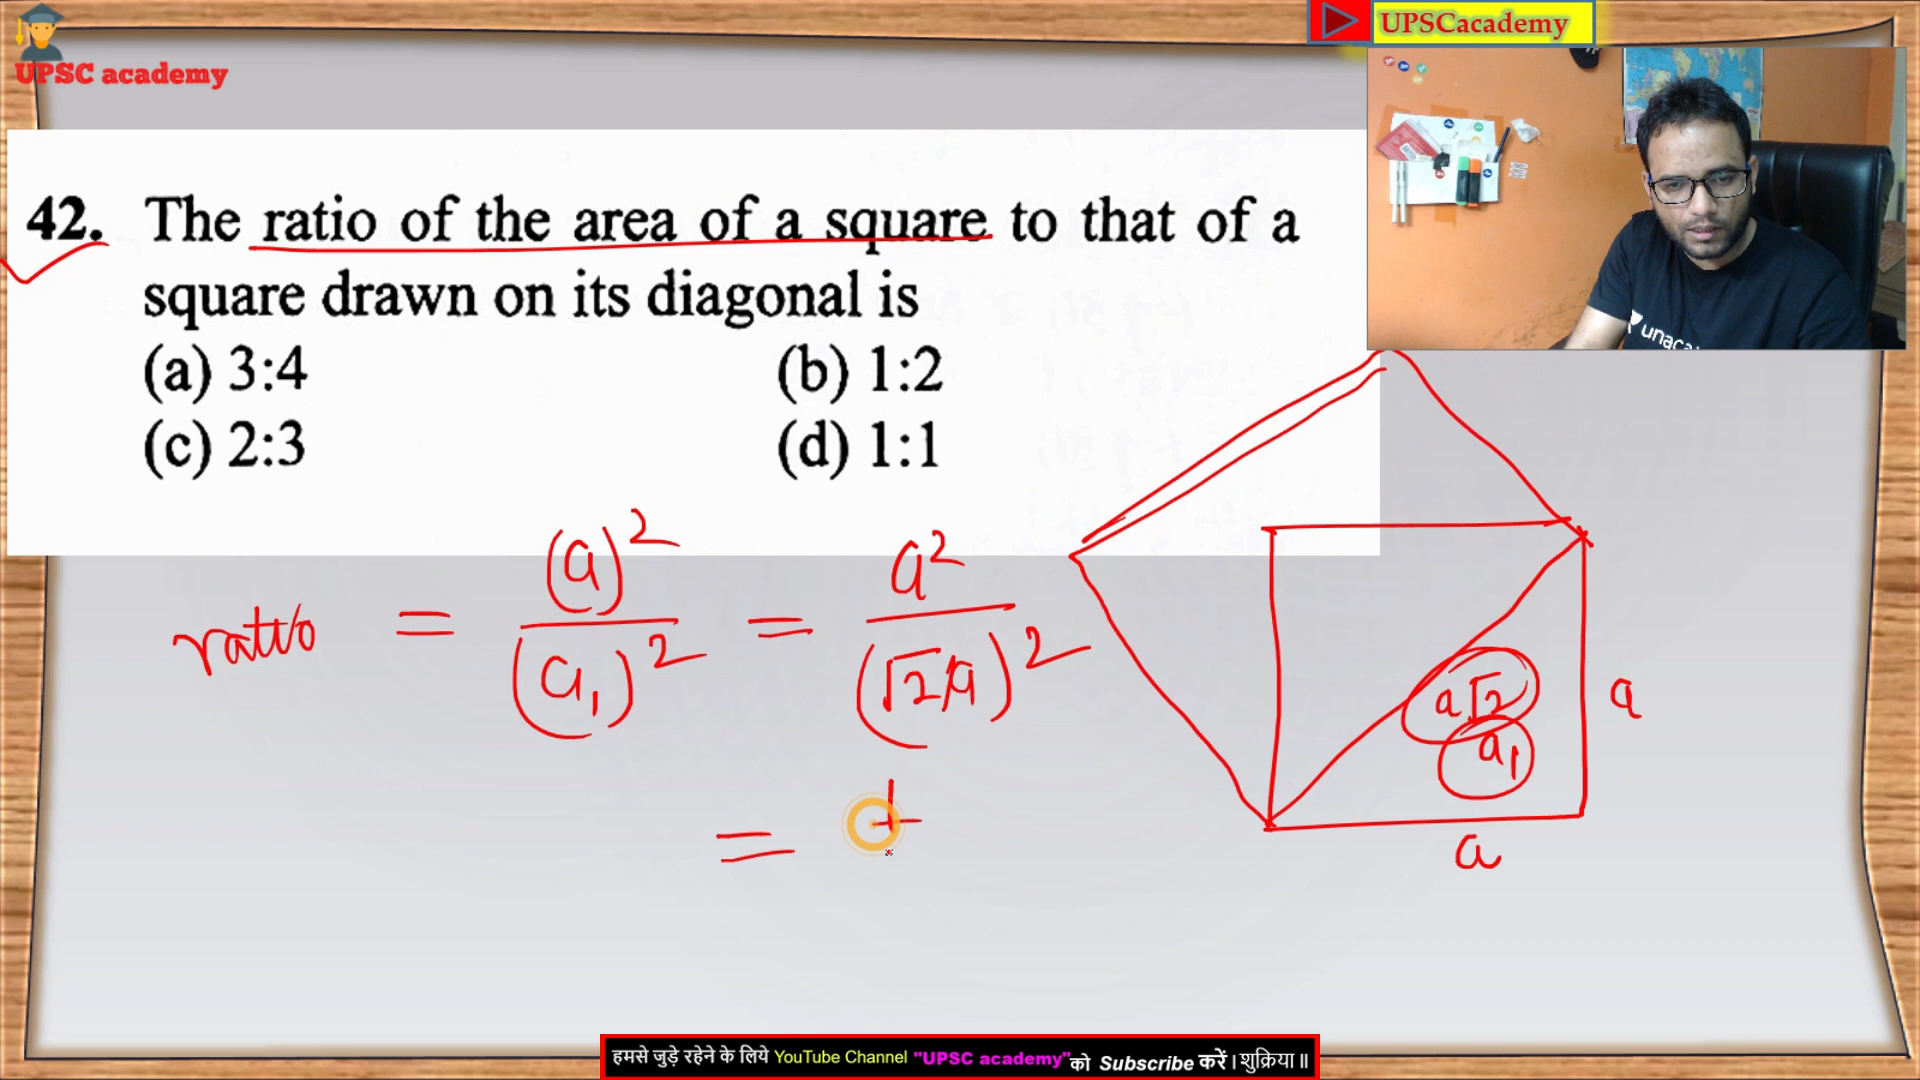 UPSC academy
UPSCacademy
42. The ratio of the area of a square to that of a
square drawn on its diagonal is
(a) 3:4 (b) 1:2
(c) 2:3 (d) 1:1
ratio = (a)² / (a₁)² = a² / (√2a)²
= 1
a√2
a₁
a
a
unaca
हमसे जुड़े रहेने के लिये YouTube Channel "UPSC academy" को Subscribe करें । शुक्रिया ॥